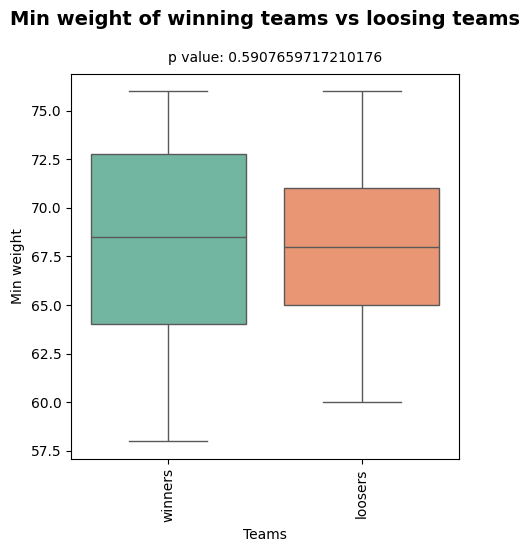 Min weight of winning teams vs loosing teams
p value: 0.5907659717210176
75.0
72.5
70.0
67.5
65.0
62.5
60.0
57.5
Min weight
winners
loosers
Teams